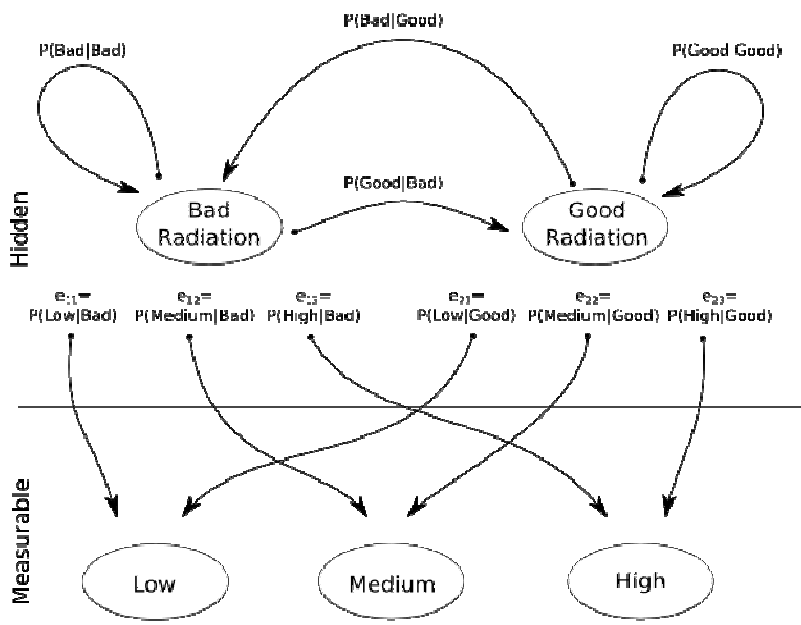 P(Bad|Good)
P(Bad|Bad)
P(Good Good)
P(Good|Bad)
Bad
Radiation
Good
Radiation
Hidden
e₁₁=
P(Low|Bad)
e₁₂=
P(Medium|Bad)
e₁₃=
P(High|Bad)
e₂₁=
P(Low|Good)
e₂₂=
P(Medium|Good)
e₂₃=
P(High|Good)
Measurable
Low
Medium
High